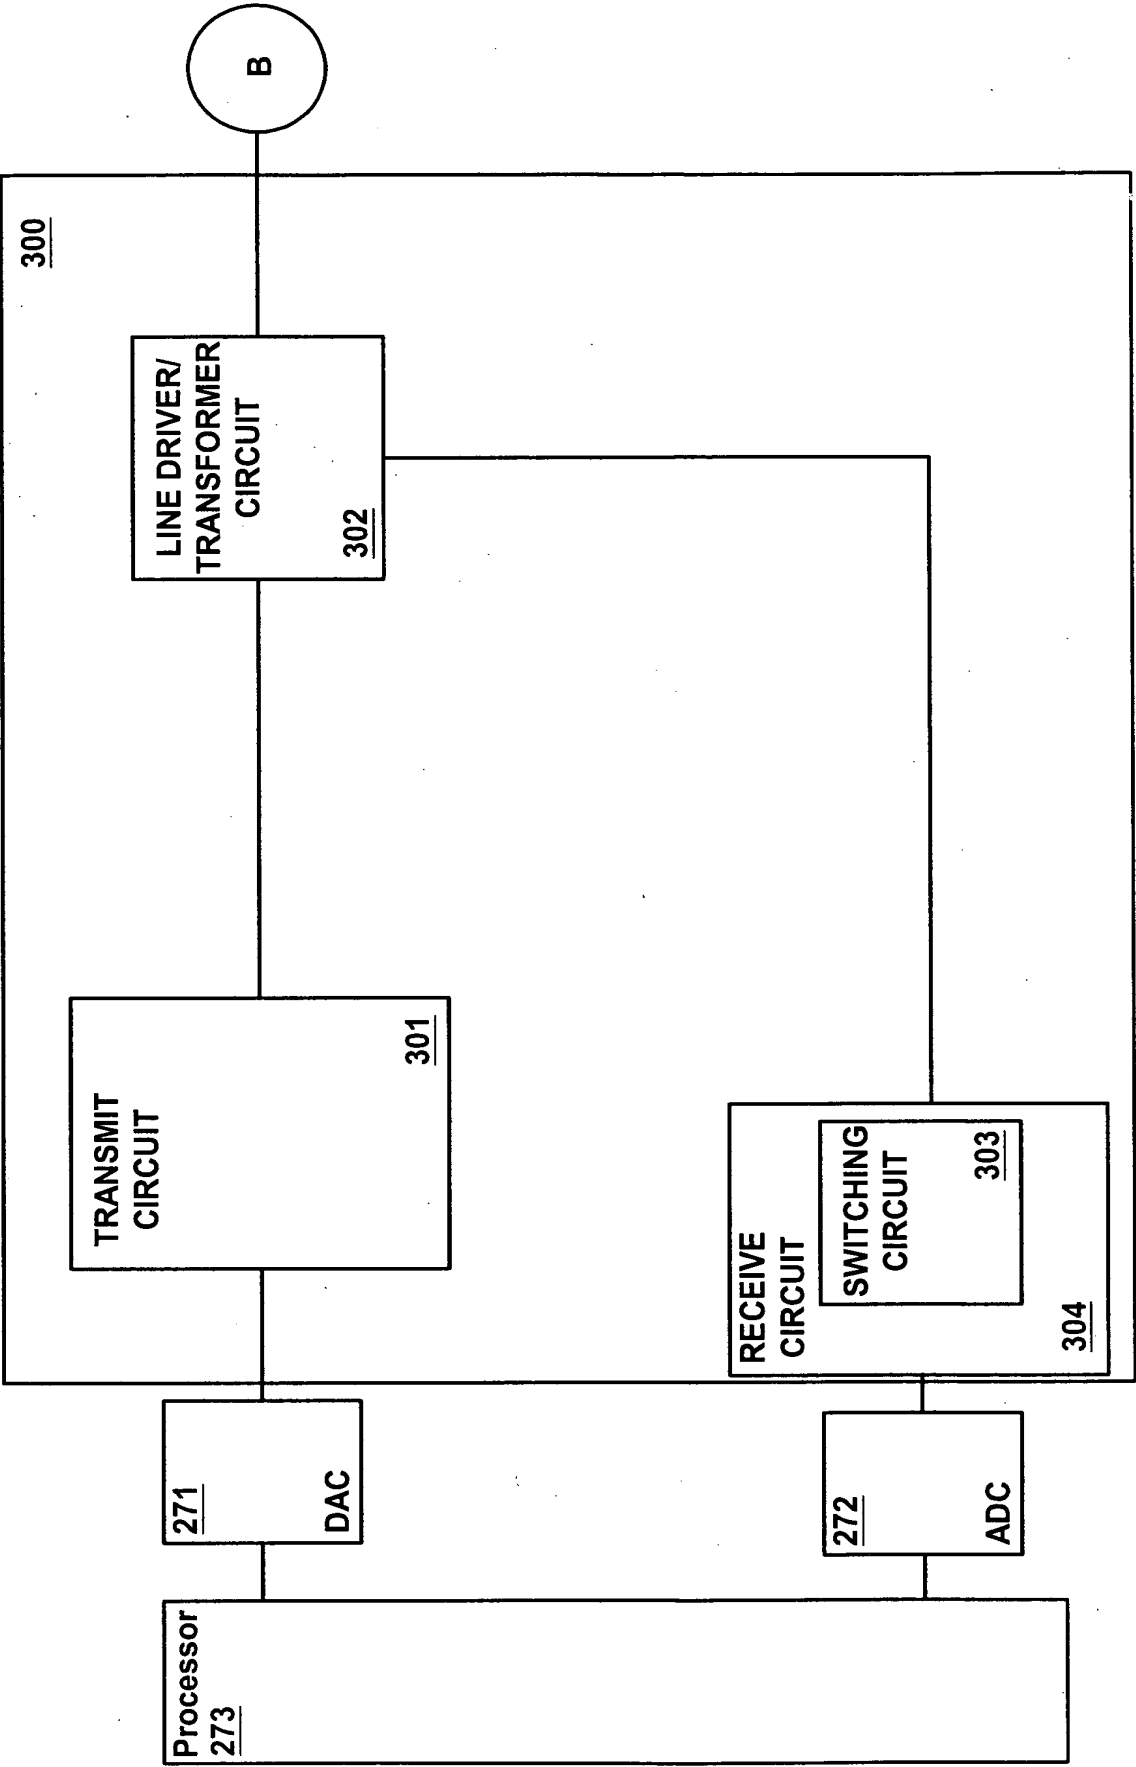 Processor
273
271
DAC
272
ADC
300
TRANSMIT
CIRCUIT
301
LINE DRIVER/
TRANSFORMER
CIRCUIT
302
B
RECEIVE
CIRCUIT
304
SWITCHING
CIRCUIT
303